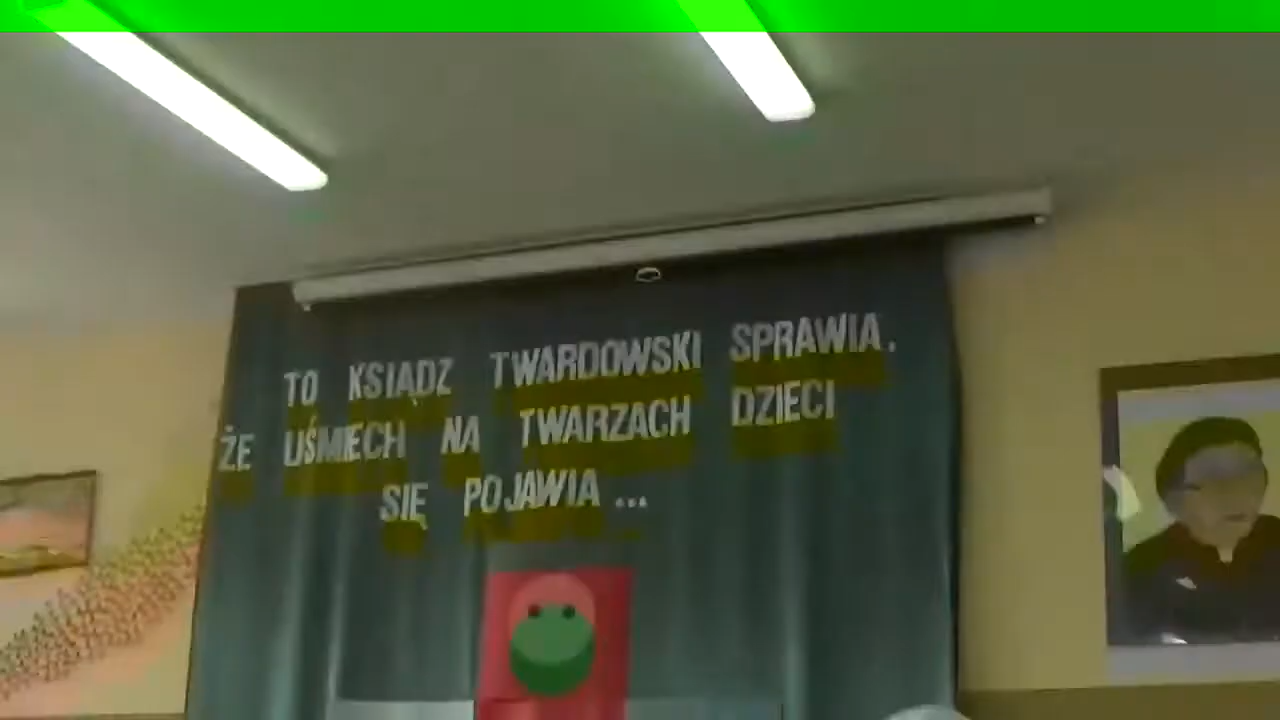 TO KSIĄDZ TWARDOWSKI SPRAWIA.
ŻE UŚMIECH NA TWARZACH DZIECI
SIĘ POJAWIA ...